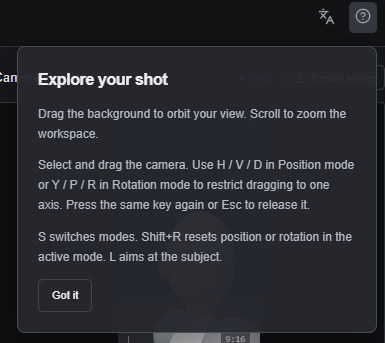 Explore your shot
Drag the background to orbit your view. Scroll to zoom the
workspace.
Select and drag the camera. Use H / V / D in Position mode
or Y / P / R in Rotation mode to restrict dragging to one
axis. Press the same key again or Esc to release it.
S switches modes. Shift+R resets position or rotation in the
active mode. L aims at the subject.
Got it
9:16